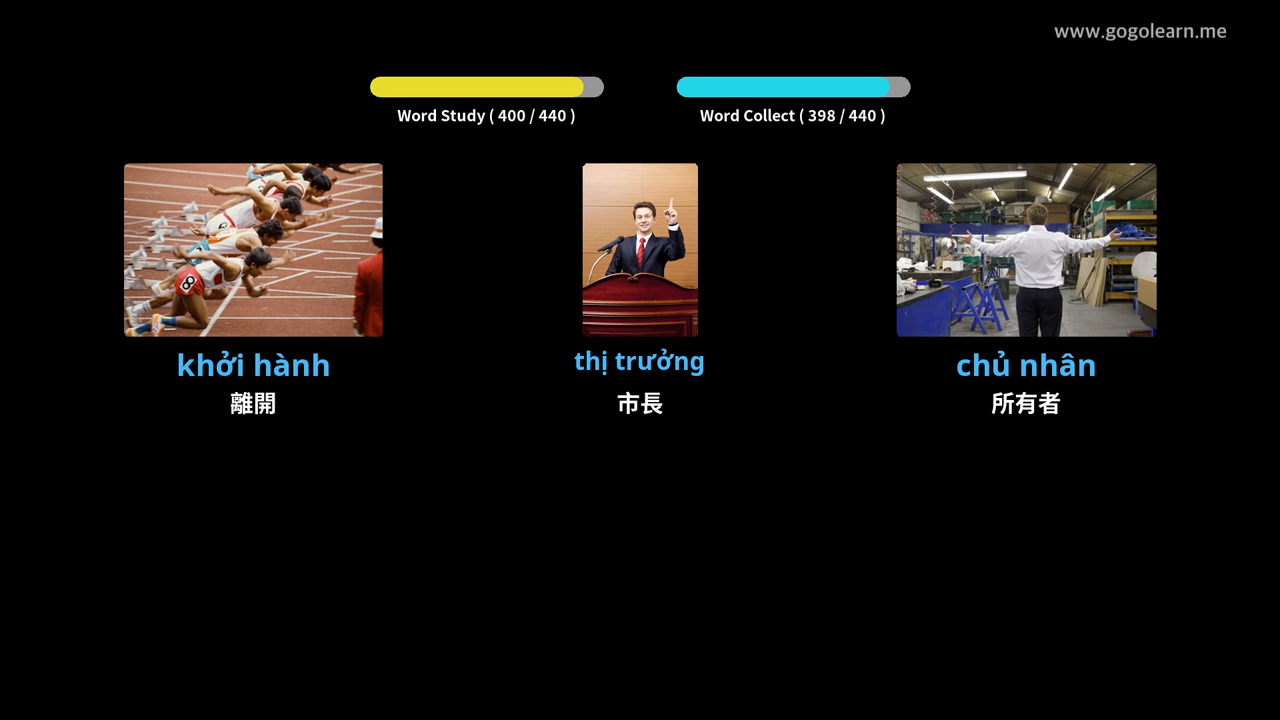 www.gogolearn.me
Word Study ( 400 / 440 )
Word Collect ( 398 / 440 )
8
khởi hành
thị trưởng
chủ nhân
離開
市長
所有者